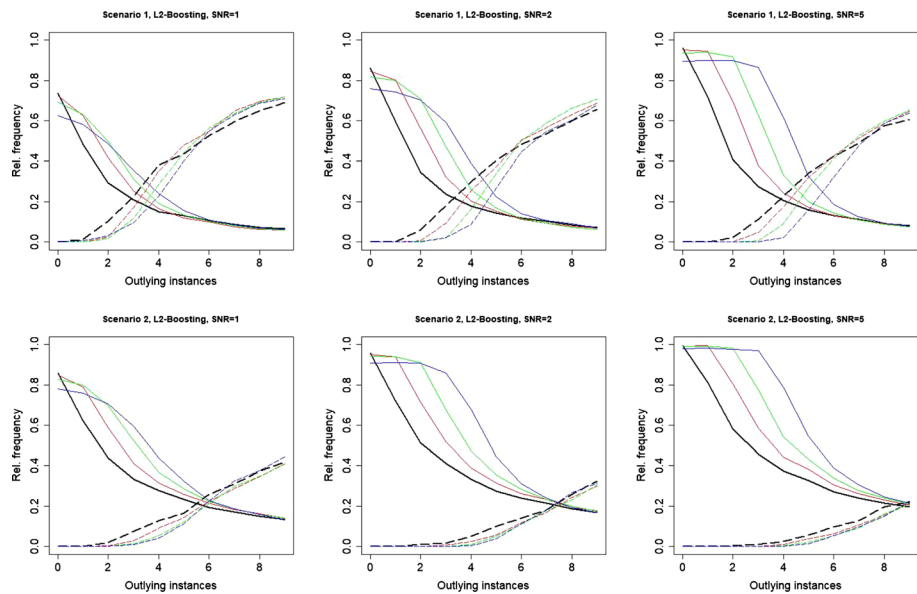 Scenario 1, L2-Boosting, SNR=1
Scenario 1, L2-Boosting, SNR=2
Scenario 1, L2-Boosting, SNR=5
Rel. frequency
0.0 0.2 0.4 0.6 0.8 1.0
0 2 4 6 8
Outlying instances
Rel. frequency
0.0 0.2 0.4 0.6 0.8 1.0
0 2 4 6 8
Outlying instances
Rel. frequency
0.0 0.2 0.4 0.6 0.8 1.0
0 2 4 6 8
Outlying instances
Scenario 2, L2-Boosting, SNR=1
Scenario 2, L2-Boosting, SNR=2
Scenario 2, L2-Boosting, SNR=5
Rel. frequency
0.0 0.2 0.4 0.6 0.8 1.0
0 2 4 6 8
Outlying instances
Rel. frequency
0.0 0.2 0.4 0.6 0.8 1.0
0 2 4 6 8
Outlying instances
Rel. frequency
0.0 0.2 0.4 0.6 0.8 1.0
0 2 4 6 8
Outlying instances